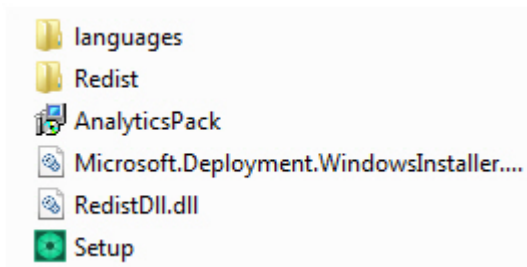 languages
Redist
AnalyticsPack
Microsoft.Deployment.WindowsInstaller....
RedistDll.dll
Setup